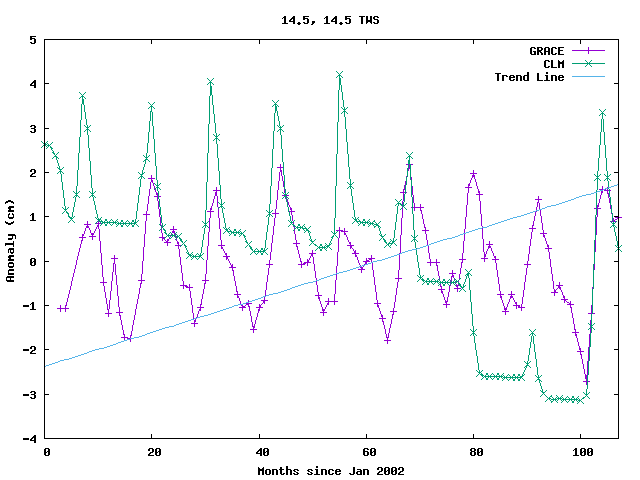 14.5, 14.5 TWS
GRACE
CLM
Trend Line
5
4
3
2
1
0
-1
-2
-3
-4
Anomaly (cm)
0 20 40 60 80 100
Months since Jan 2002